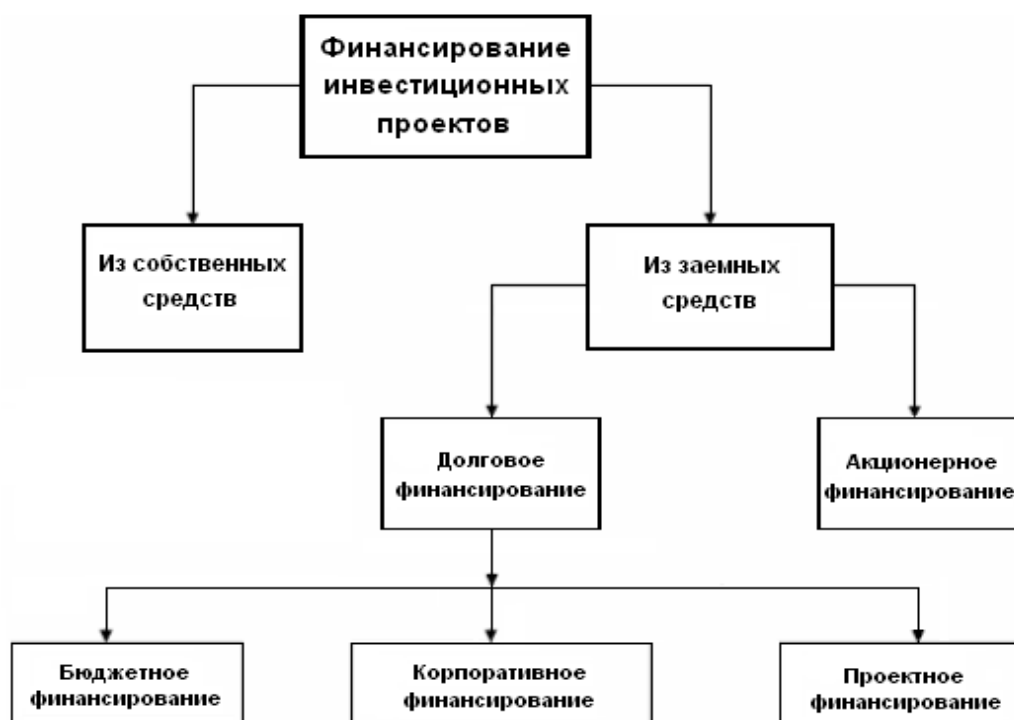 Финансирование
инвестиционных
проектов
Из собственных
средств
Из заемных
средств
Долговое
финансирование
Акционерное
финансирование
Бюджетное
финансирование
Корпоративное
финансирование
Проектное
финансирование